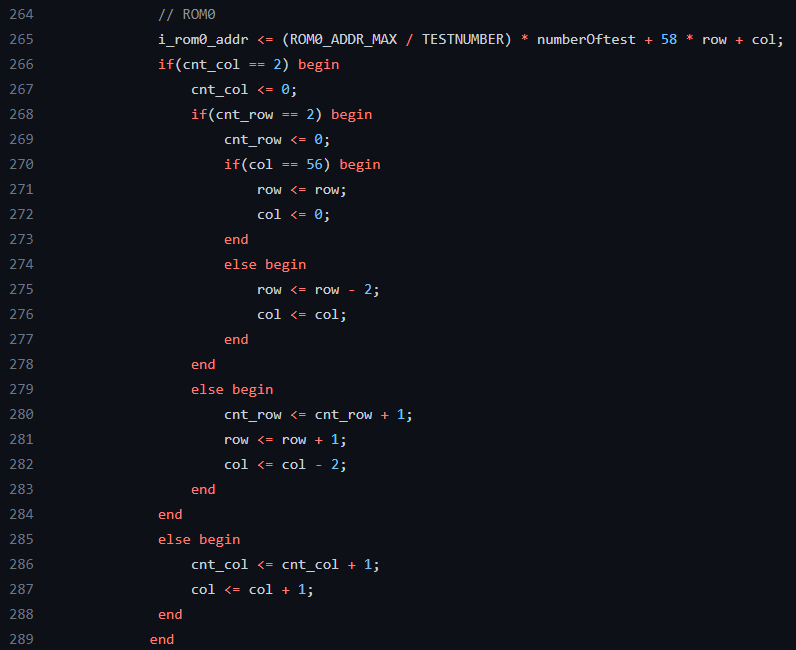 264 // ROM0
265 i_rom0_addr <= (ROM0_ADDR_MAX / TESTNUMBER) * numberOftest + 58 * row + col;
266 if(cnt_col == 2) begin
267 cnt_col <= 0;
268 if(cnt_row == 2) begin
269 cnt_row <= 0;
270 if(col == 56) begin
271 row <= row;
272 col <= 0;
273 end
274 else begin
275 row <= row - 2;
276 col <= col;
277 end
278 end
279 else begin
280 cnt_row <= cnt_row + 1;
281 row <= row + 1;
282 col <= col - 2;
283 end
284 end
285 else begin
286 cnt_col <= cnt_col + 1;
287 col <= col + 1;
288 end
289 end